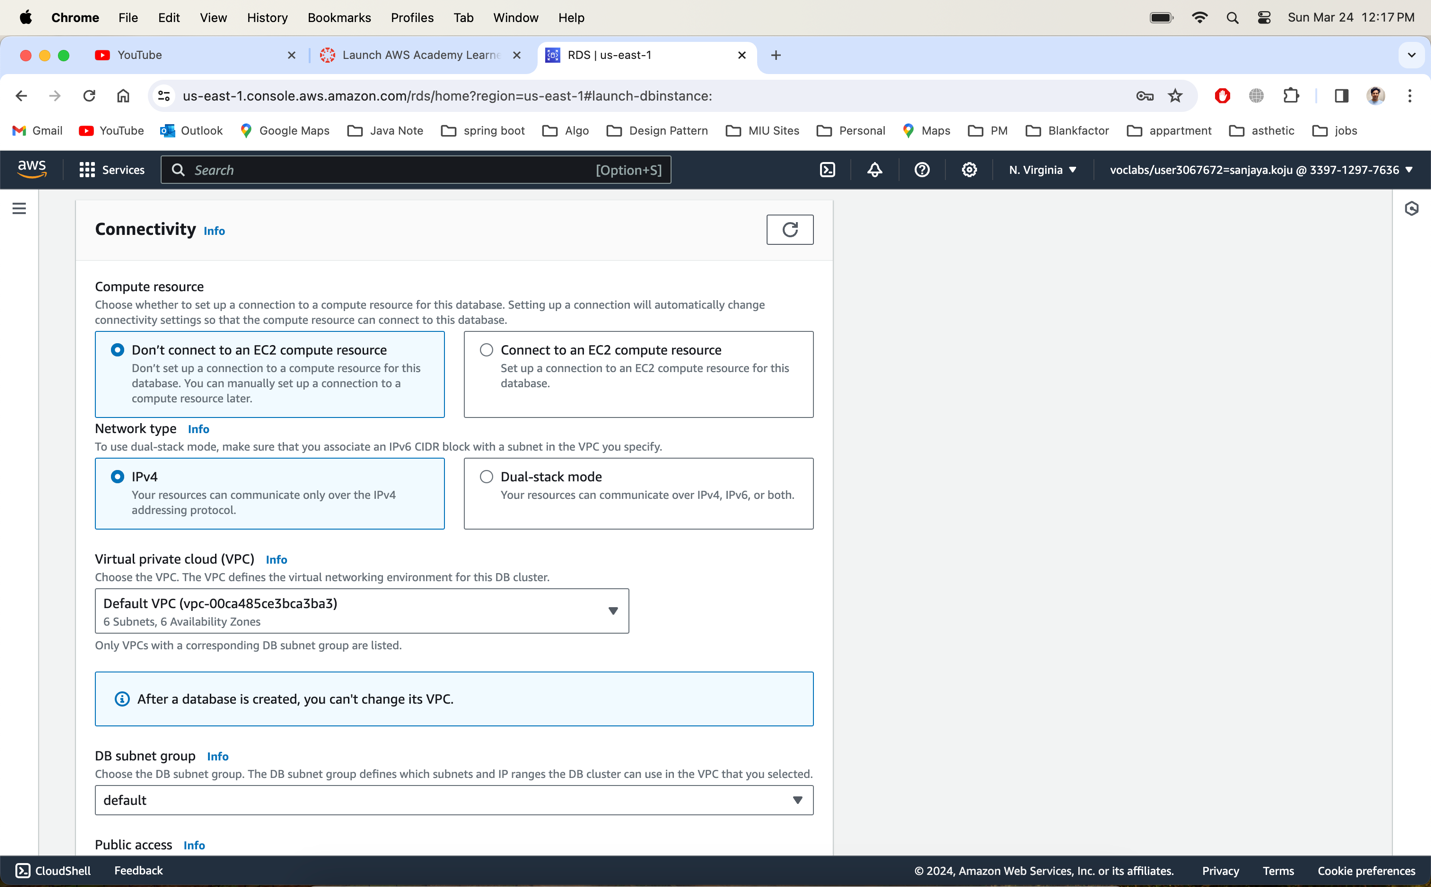 Chrome File Edit View History Bookmarks Profiles Tab Window Help Sun Mar 24 12:17 PM
YouTube Launch AWS Academy Learne RDS | us-east-1
us-east-1.console.aws.amazon.com/rds/home?region=us-east-1#launch-dbinstance:
Gmail YouTube Outlook Google Maps Java Note spring boot Algo Design Pattern MIU Sites Personal Maps PM Blankfactor appartment asthetic jobs
aws Services Search [Option+S] N. Virginia voclabs/user3067672=sanjaya.koju @ 3397-1297-7636
Connectivity Info
Compute resource
Choose whether to set up a connection to a compute resource for this database. Setting up a connection will automatically change
connectivity settings so that the compute resource can connect to this database.
Don't connect to an EC2 compute resource
Don't set up a connection to a compute resource for this
database. You can manually set up a connection to a
compute resource later.
Connect to an EC2 compute resource
Set up a connection to an EC2 compute resource for this
database.
Network type Info
To use dual-stack mode, make sure that you associate an IPv6 CIDR block with a subnet in the VPC you specify.
IPv4
Your resources can communicate only over the IPv4
addressing protocol.
Dual-stack mode
Your resources can communicate over IPv4, IPv6, or both.
Virtual private cloud (VPC) Info
Choose the VPC. The VPC defines the virtual networking environment for this DB cluster.
Default VPC (vpc-00ca485ce3bca3ba3)
6 Subnets, 6 Availability Zones
Only VPCs with a corresponding DB subnet group are listed.
After a database is created, you can't change its VPC.
DB subnet group Info
Choose the DB subnet group. The DB subnet group defines which subnets and IP ranges the DB cluster can use in the VPC that you selected.
default
Public access Info
CloudShell Feedback © 2024, Amazon Web Services, Inc. or its affiliates. Privacy Terms Cookie preferences